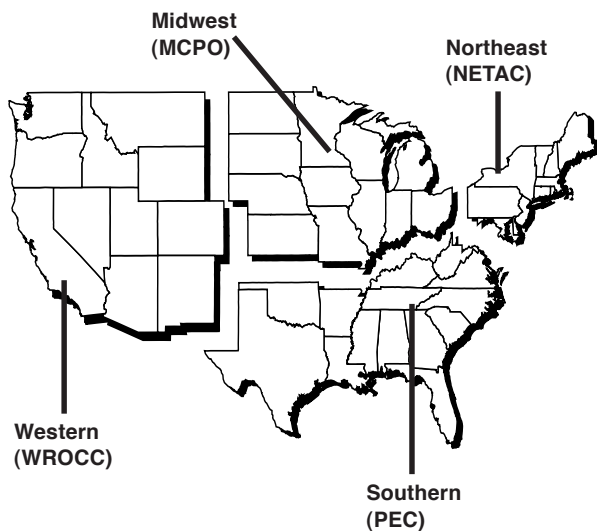 Midwest
(MCPO)
Northeast
(NETAC)
Western
(WROCC)
Southern
(PEC)